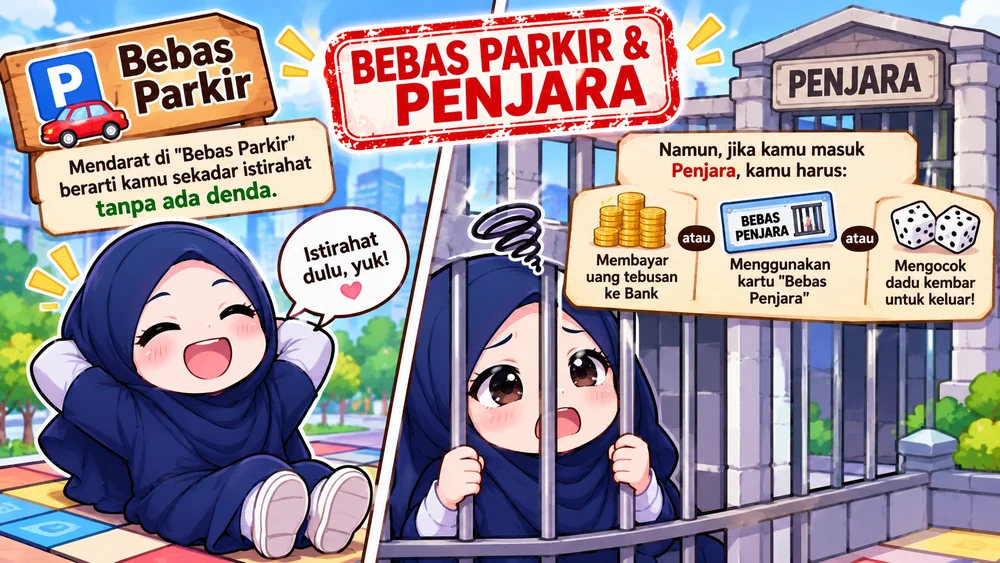 BEBAS PARKIR &
PENJARA
P
Bebas
Parkir
Mendarat di "Bebas Parkir"
berarti kamu sekadar istirahat
tanpa ada denda.
Istirahat
dulu, yuk!
PENJARA
Namun, jika kamu masuk
Penjara, kamu harus:
Membayar
uang tebusan
ke Bank
atau
BEBAS
PENJARA
Menggunakan
kartu "Bebas
Penjara"
atau
Mengocok
dadu kembar
untuk keluar!